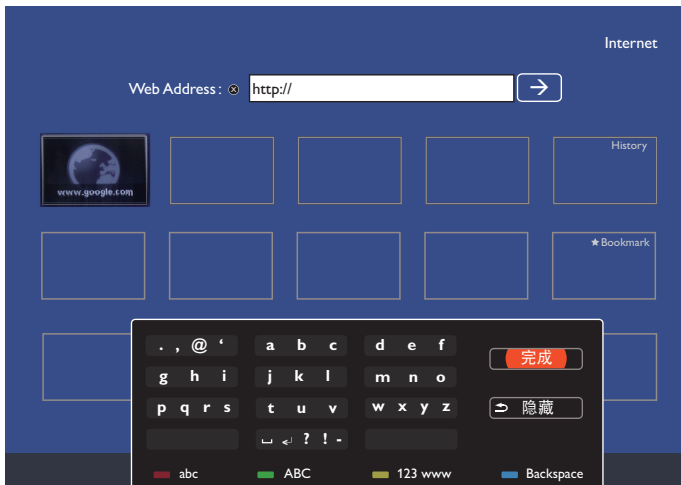 Internet
Web Address : ⊗ http:// →
www.google.com
History
★ Bookmark
. , @ ‘ a b c d e f
完成
g h i j k l m n o
p q r s t u v w x y z
隐藏
␣ ↵ ? ! -
abc ABC 123 www Backspace